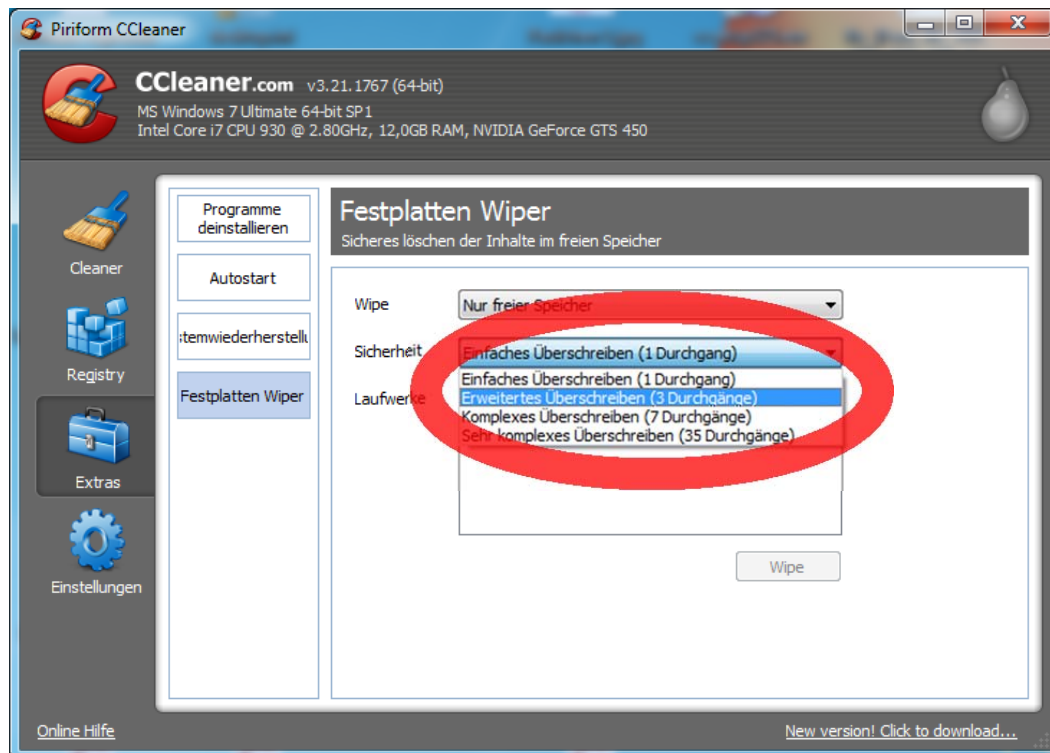 Piriform CCleaner
CCleaner.com v3.21.1767 (64-bit)
MS Windows 7 Ultimate 64-bit SP1
Intel Core i7 CPU 930 @ 2.80GHz, 12,0GB RAM, NVIDIA GeForce GTS 450
Cleaner
Registry
Extras
Einstellungen
Programme
deinstallieren
Autostart
temwiederherstell
Festplatten Wiper
Festplatten Wiper
Sicheres löschen der Inhalte im freien Speicher
Wipe
Nur freier Speicher
Sicherheit
Einfaches Überschreiben (1 Durchgang)
Einfaches Überschreiben (1 Durchgang)
Erweitertes Überschreiben (3 Durchgänge)
Komplexes Überschreiben (7 Durchgänge)
Sehr komplexes Überschreiben (35 Durchgänge)
Laufwerke
Wipe
Online Hilfe
New version! Click to download...